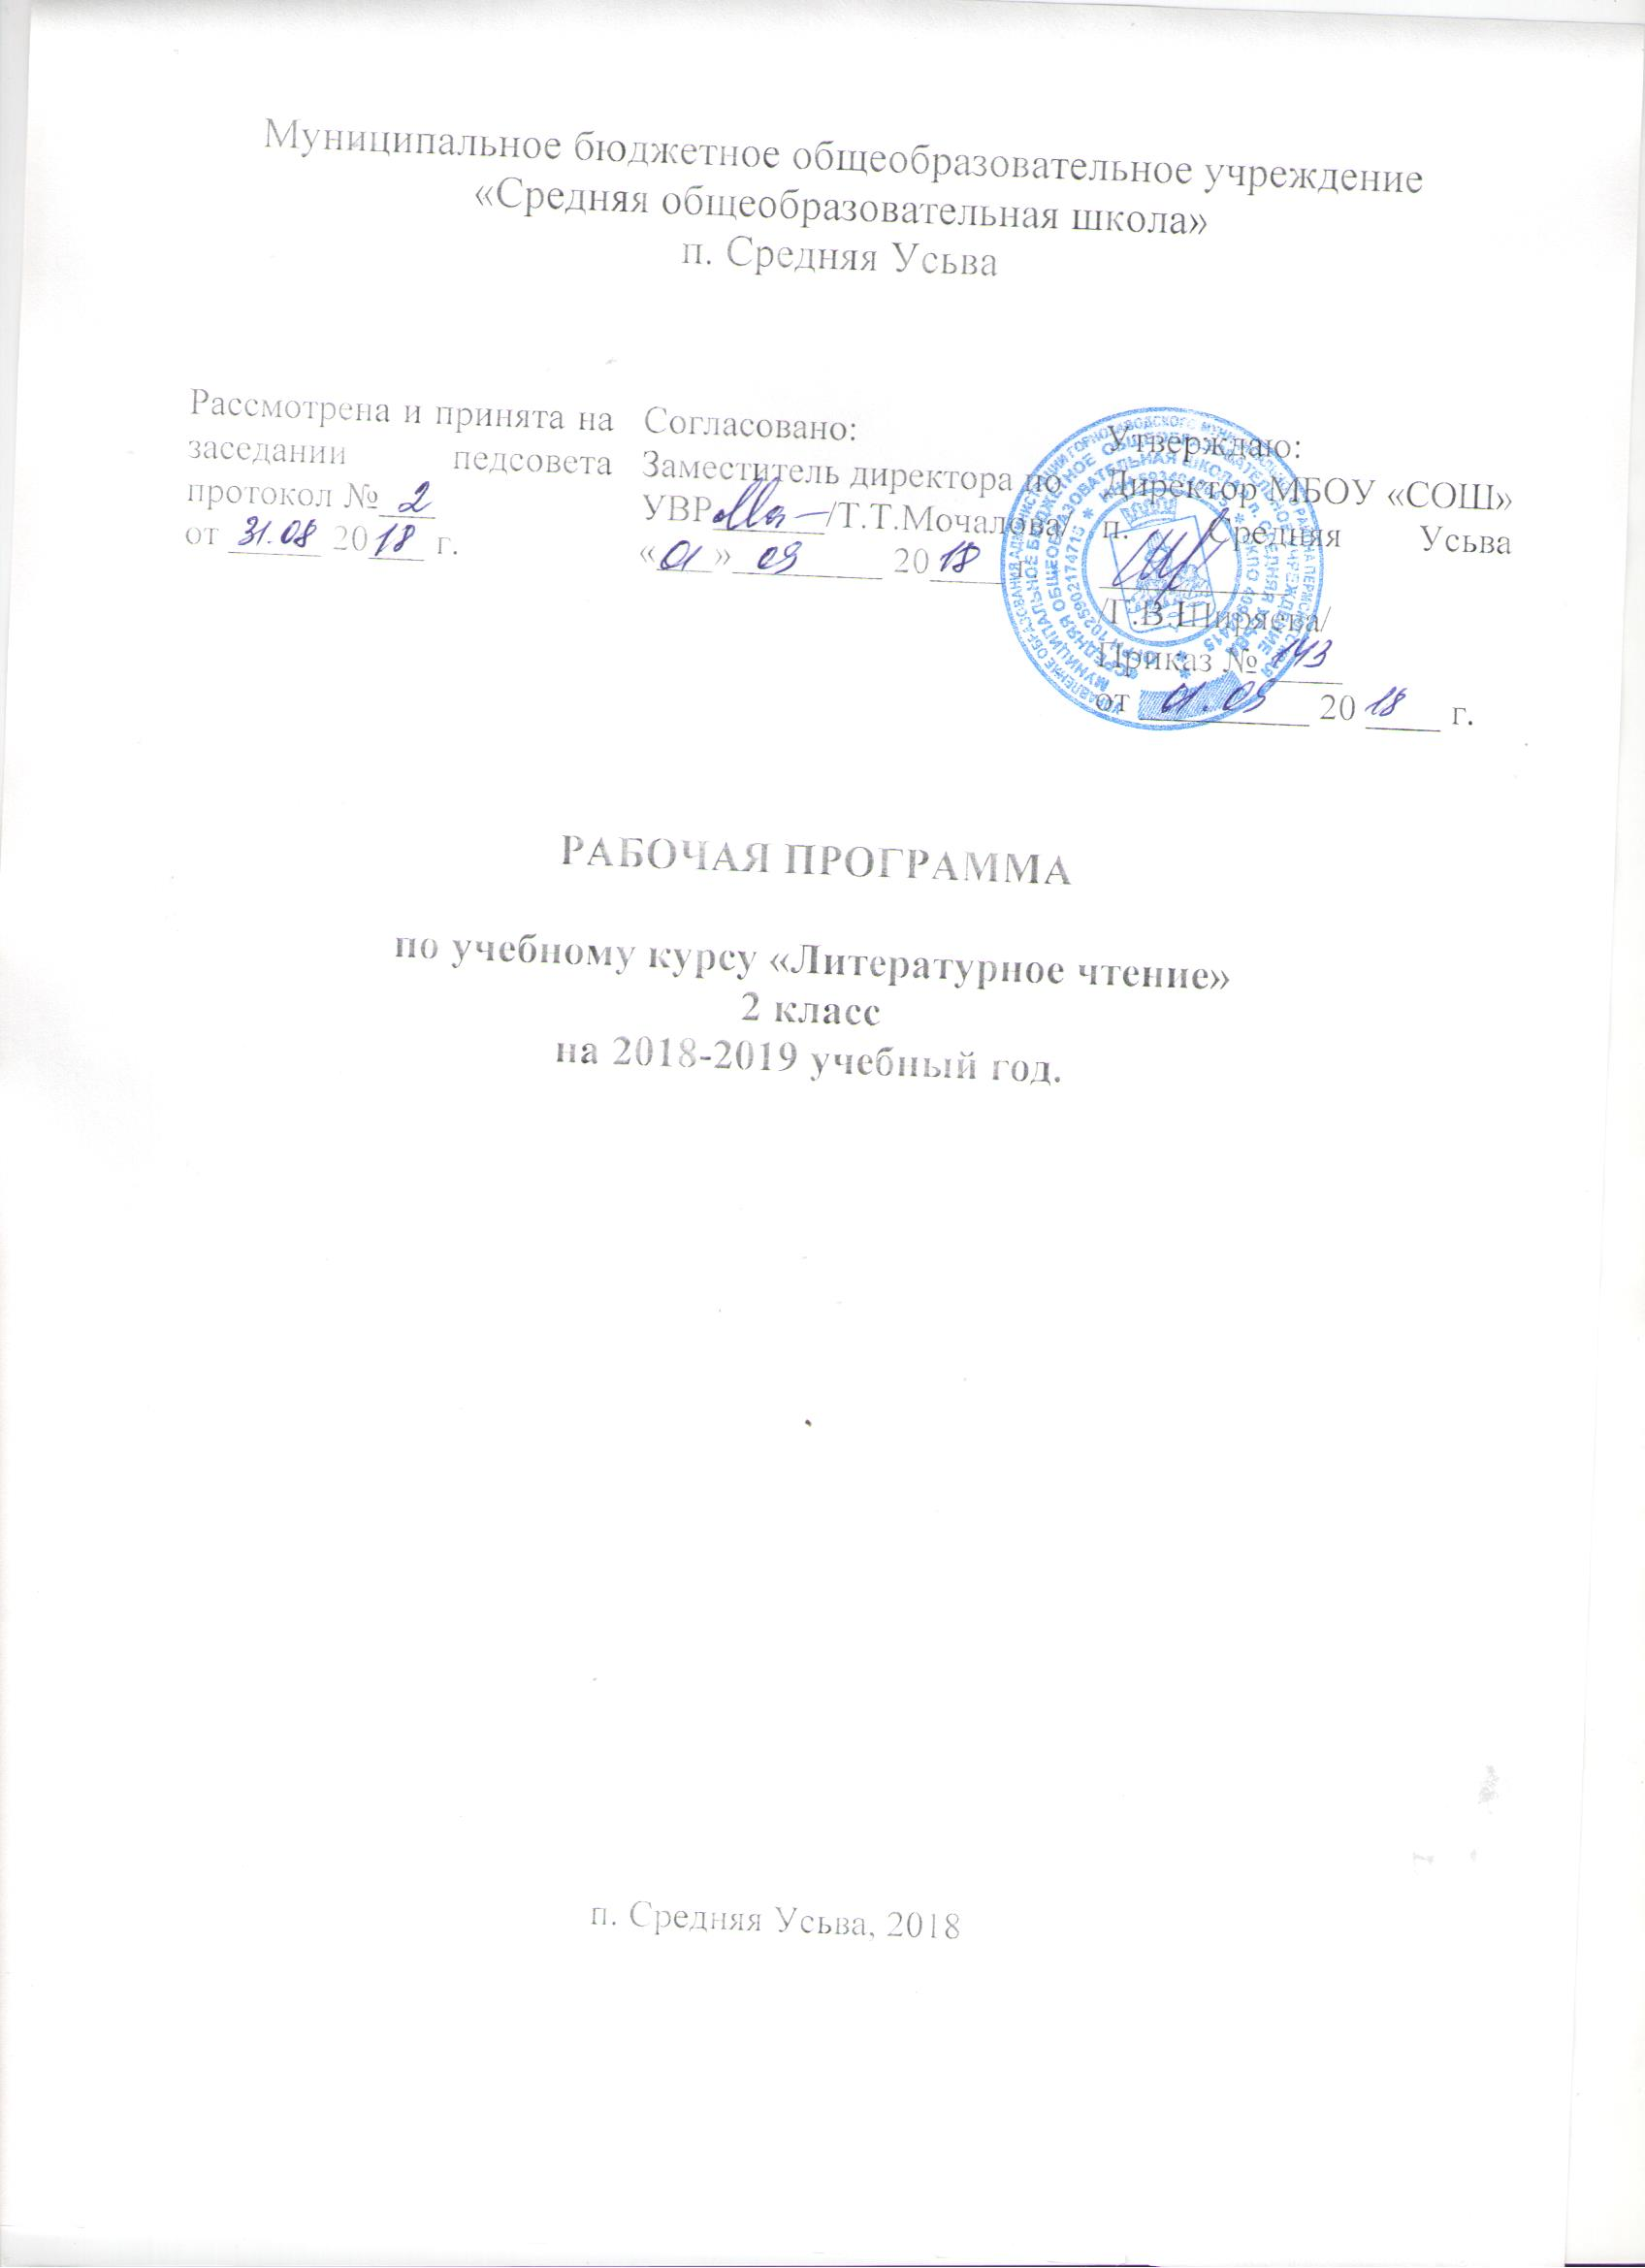 Муниципальное бюджетное общеобразовательное учреждение
«Средняя общеобразовательная школа»
п. Средняя Усьва
Рассмотрена и принята на
заседании педсовета
протокол № 2
от 31.08 2018 г.
Согласовано:
Заместитель директора по
УВР /Т.Т.Мочалова/
«01» 09 2018 г.
Утверждаю:
Директор МБОУ «СОШ»
п. Средняя Усьва
/Г.В.Ширяева/
Приказ № 143
от 01.09 2018 г.
РАБОЧАЯ ПРОГРАММА
по учебному курсу «Литературное чтение»
2 класс
на 2018-2019 учебный год.
п. Средняя Усьва, 2018